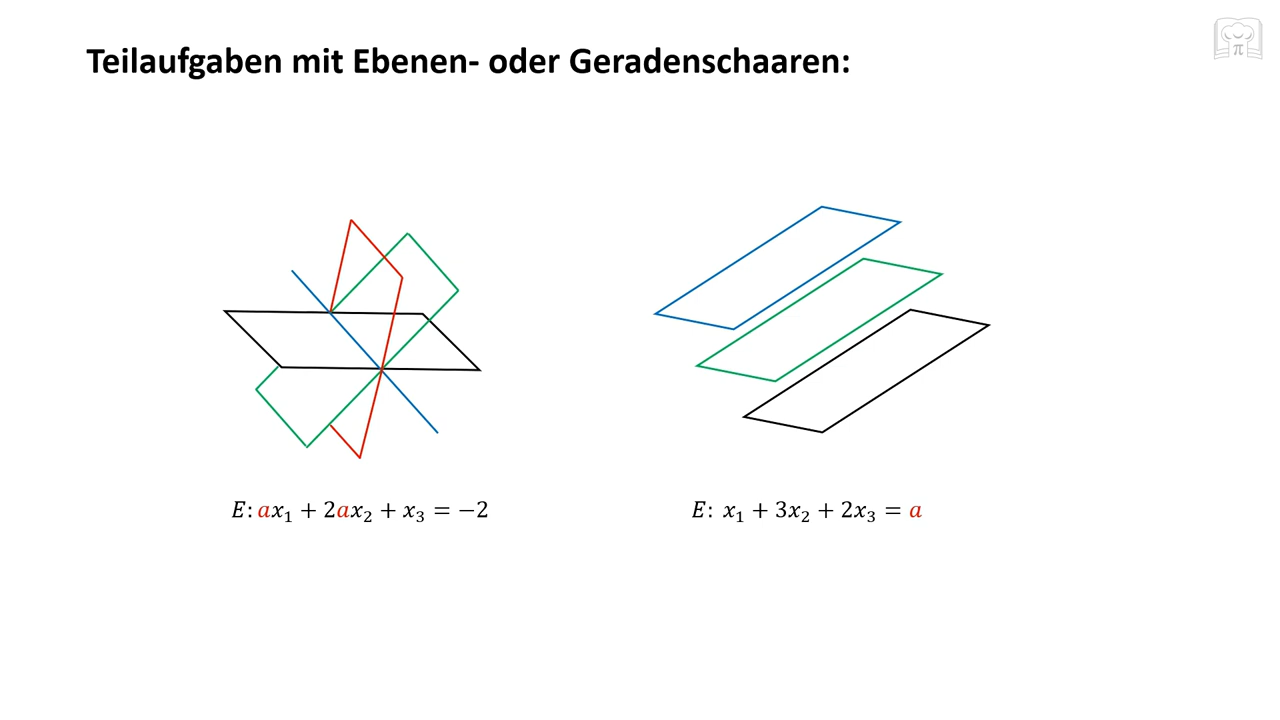 Teilaufgaben mit Ebenen- oder Geradenschaaren:
π
E: ax₁ + 2ax₂ + x₃ = −2
E: x₁ + 3x₂ + 2x₃ = a